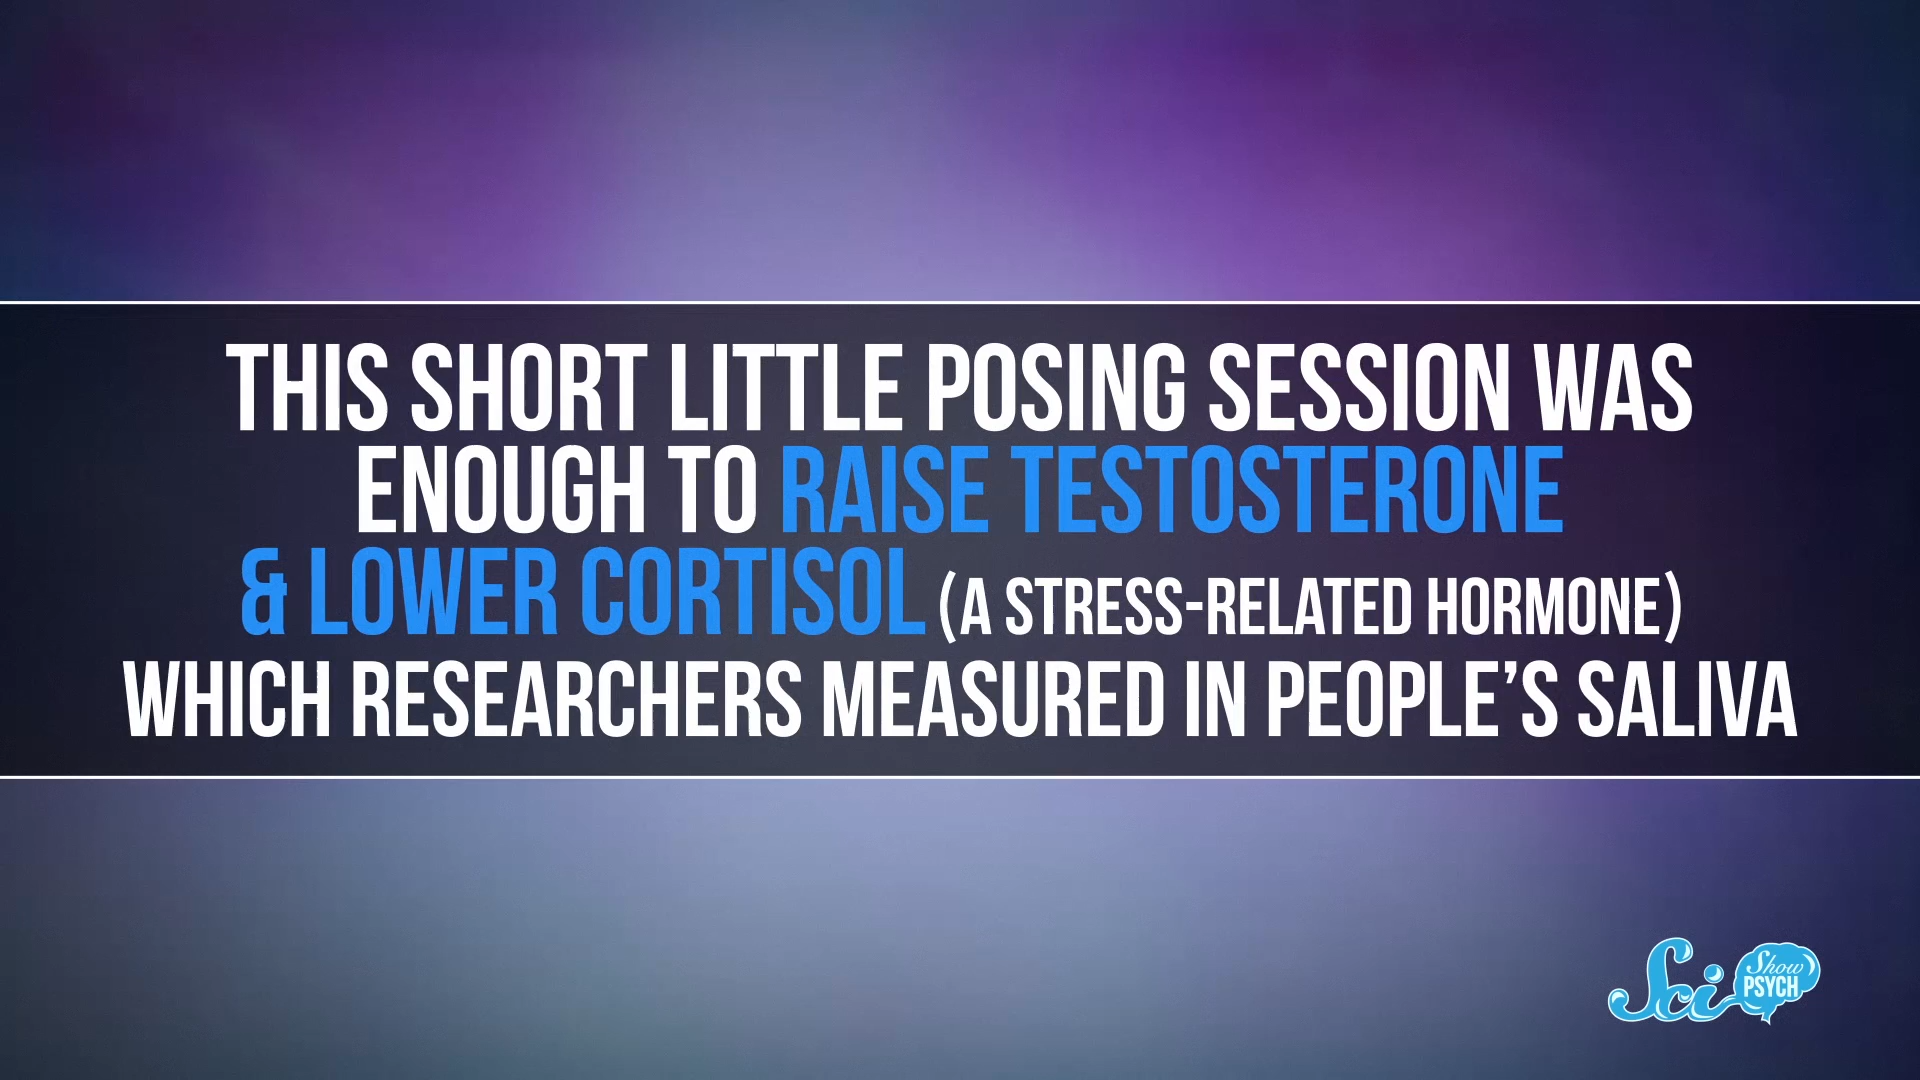 THIS SHORT LITTLE POSING SESSION WAS
ENOUGH TO RAISE TESTOSTERONE
& LOWER CORTISOL (A STRESS-RELATED HORMONE)
WHICH RESEARCHERS MEASURED IN PEOPLE'S SALIVA
Sci Show
PSYCH